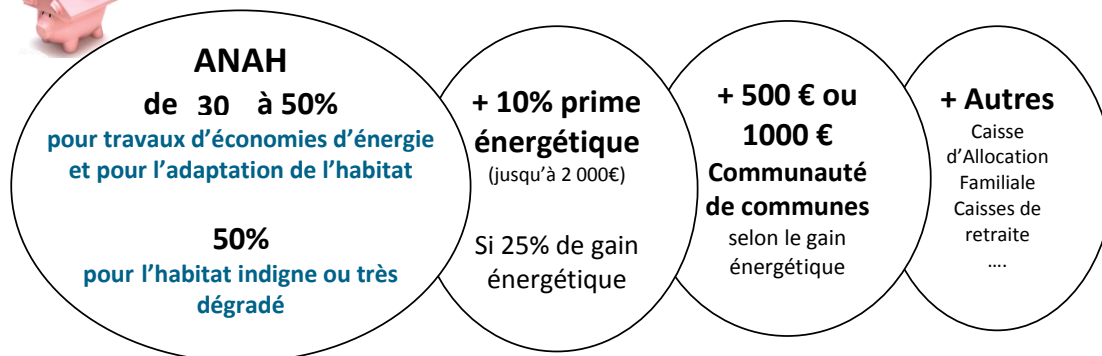 ANAH
de 30 à 50%
pour travaux d'économies d'énergie
et pour l'adaptation de l'habitat
50%
pour l'habitat indigne ou très
dégradé
+ 10% prime
énergétique
(jusqu'à 2 000€)
Si 25% de gain
énergétique
+ 500 € ou
1000 €
Communauté
de communes
selon le gain
énergétique
+ Autres
Caisse
d'Allocation
Familiale
Caisses de
retraite
....